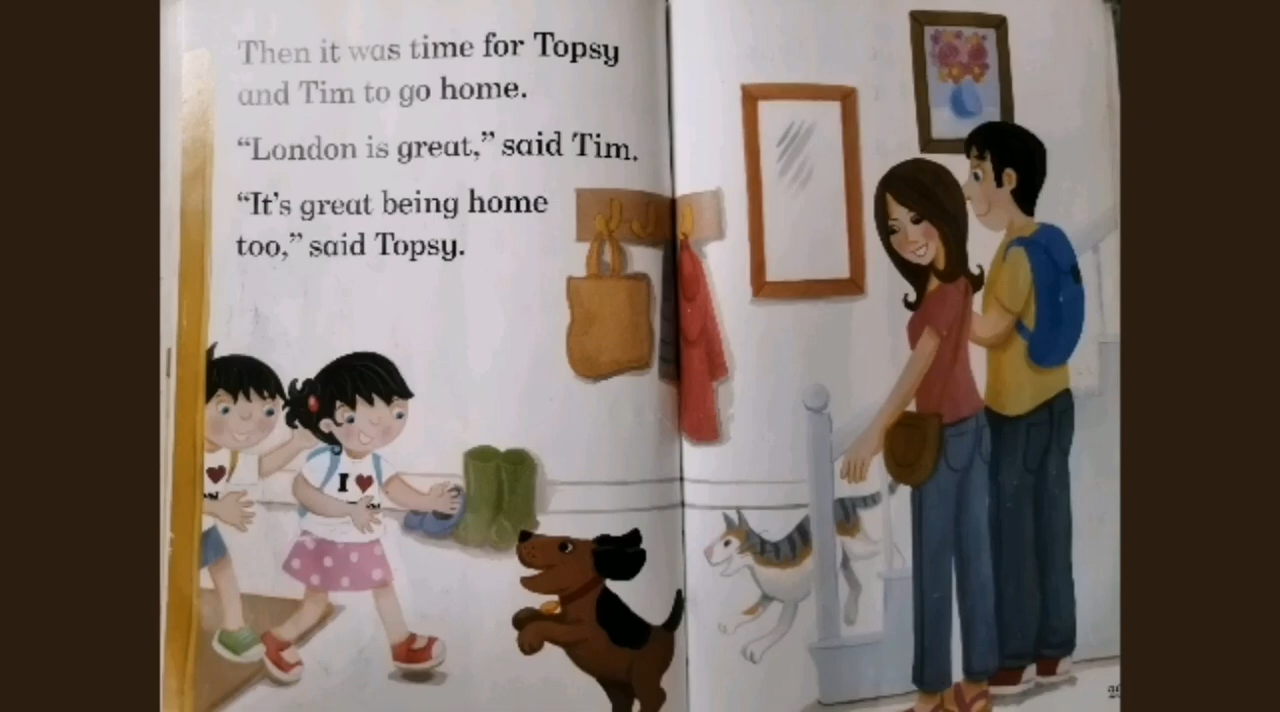 Then it was time for Topsy
and Tim to go home.
“London is great,” said Tim.
“It’s great being home
too,” said Topsy.
I ♥